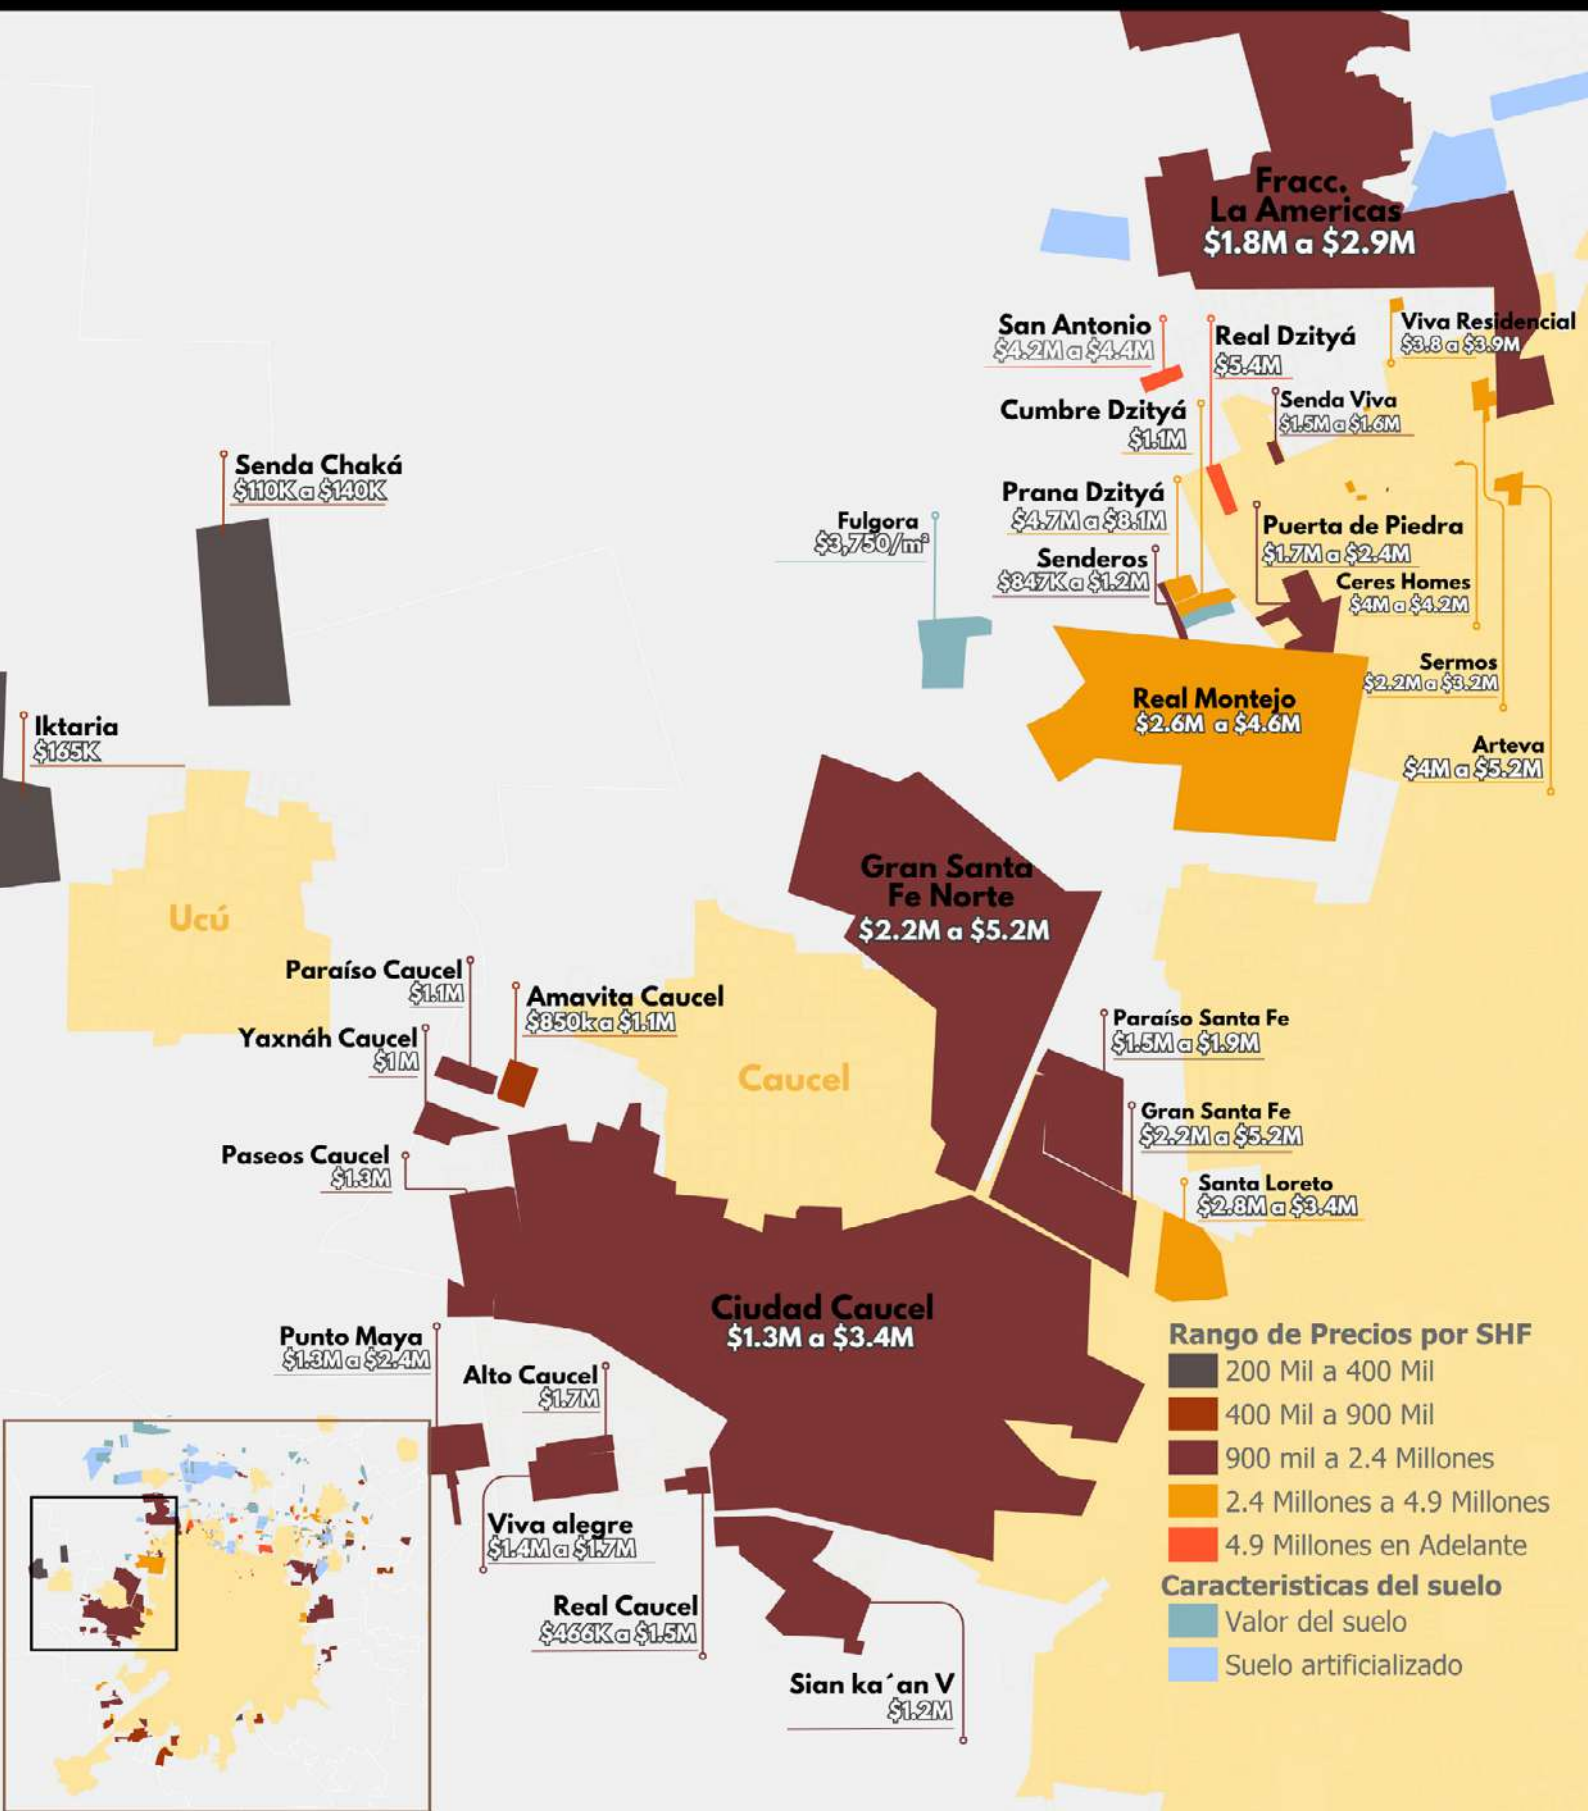 Fracc.
La Americas
$1.8M a $2.9M
San Antonio
$4.2M a $4.4M
Real Dzityá
$5.4M
Viva Residencial
$3.8 a $3.9M
Cumbre Dzityá
$1.1M
Senda Viva
$1.5M a $1.6M
Senda Chaká
$110K a $140K
Prana Dzityá
$4.7M a $8.1M
Fulgora
$3,750/m²
Puerta de Piedra
$1.7M a $2.4M
Senderos
$847K a $1.2M
Ceres Homes
$4M a $4.2M
Sermos
$2.2M a $3.2M
Real Montejo
$2.6M a $4.6M
Iktaria
$165K
Arteva
$4M a $5.2M
Gran Santa
Fe Norte
$2.2M a $5.2M
Ucú
Paraíso Caucel
$1.1M
Amavita Caucel
$850k a $1.1M
Yaxnáh Caucel
$1M
Caucel
Paraíso Santa Fe
$1.5M a $1.9M
Gran Santa Fe
$2.2M a $5.2M
Paseos Caucel
$1.3M
Santa Loreto
$2.8M a $3.4M
Ciudad Caucel
$1.3M a $3.4M
Punto Maya
$1.3M a $2.4M
Alto Caucel
$1.7M
Viva alegre
$1.4M a $1.7M
Real Caucel
$466K a $1.5M
Sian ka´an V
$1.2M
Rango de Precios por SHF
200 Mil a 400 Mil
400 Mil a 900 Mil
900 mil a 2.4 Millones
2.4 Millones a 4.9 Millones
4.9 Millones en Adelante
Caracteristicas del suelo
Valor del suelo
Suelo artificializado